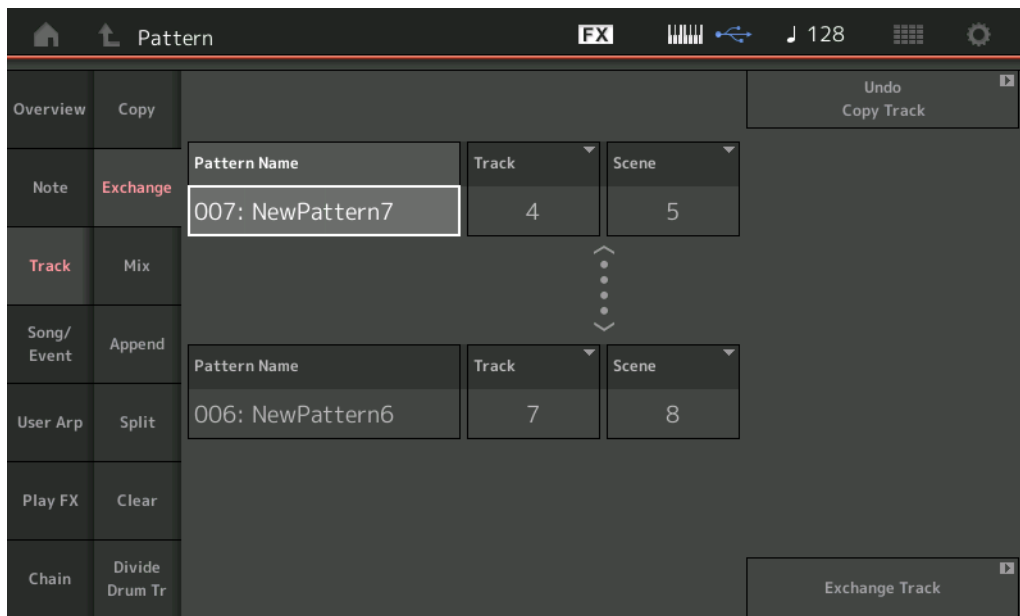 Pattern
FX
♩ 128
Overview
Note
Track
Song/
Event
User Arp
Play FX
Chain
Copy
Exchange
Mix
Append
Split
Clear
Divide
Drum Tr
Pattern Name
Track
Scene
007: NewPattern7
4
5
Pattern Name
Track
Scene
006: NewPattern6
7
8
Undo
Copy Track
Exchange Track